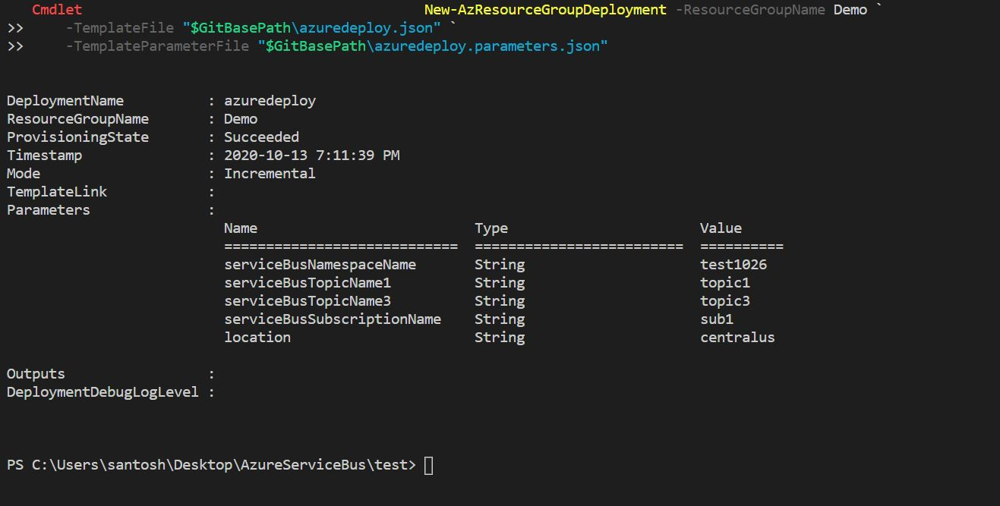 Cmdlet New-AzResourceGroupDeployment -ResourceGroupName Demo `
>> -TemplateFile "$GitBasePath\azuredeploy.json" `
>> -TemplateParameterFile "$GitBasePath\azuredeploy.parameters.json"
DeploymentName : azuredeploy
ResourceGroupName : Demo
ProvisioningState : Succeeded
Timestamp : 2020-10-13 7:11:39 PM
Mode : Incremental
TemplateLink :
Parameters :
Name Type Value
============================ ========================= ==========
serviceBusNamespaceName String test1026
serviceBusTopicName1 String topic1
serviceBusTopicName3 String topic3
serviceBusSubscriptionName String sub1
location String centralus
Outputs :
DeploymentDebugLogLevel :
PS C:\Users\santosh\Desktop\AzureServiceBus\test>